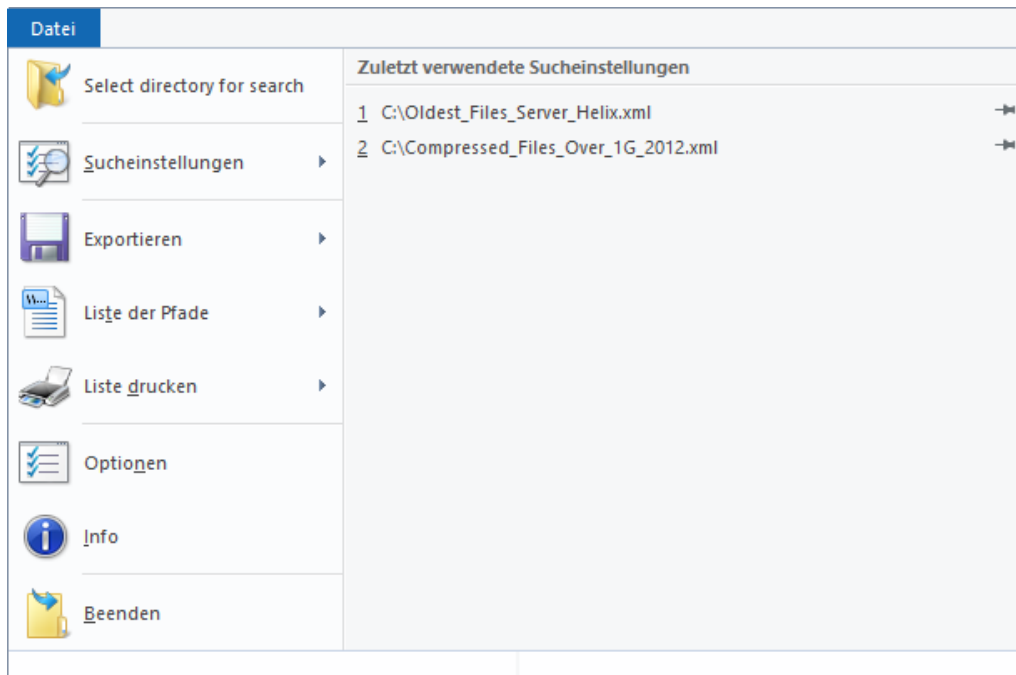 Datei
Select directory for search
Sucheinstellungen
Exportieren
Liste der Pfade
Liste drucken
Optionen
Info
Beenden
Zuletzt verwendete Sucheinstellungen
1 C:\Oldest_Files_Server_Helix.xml
2 C:\Compressed_Files_Over_1G_2012.xml